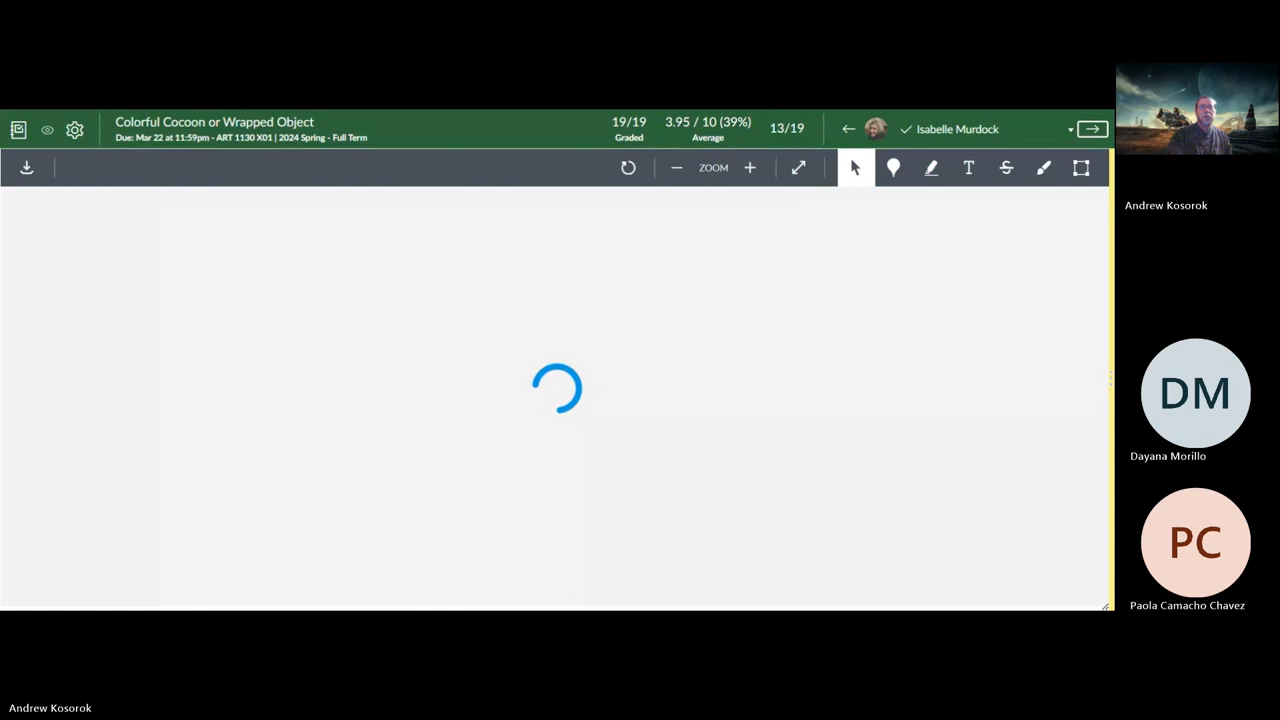 Colorful Cocoon or Wrapped Object
Due: Mar 22 at 11:59pm - ART 1130 X01 | 2024 Spring - Full Term
19/19
Graded
3.95 / 10 (39%)
Average
13/19
Isabelle Murdock
ZOOM
T
S
Andrew Kosorok
DM
Dayana Morillo
PC
Paola Camacho Chavez
Andrew Kosorok